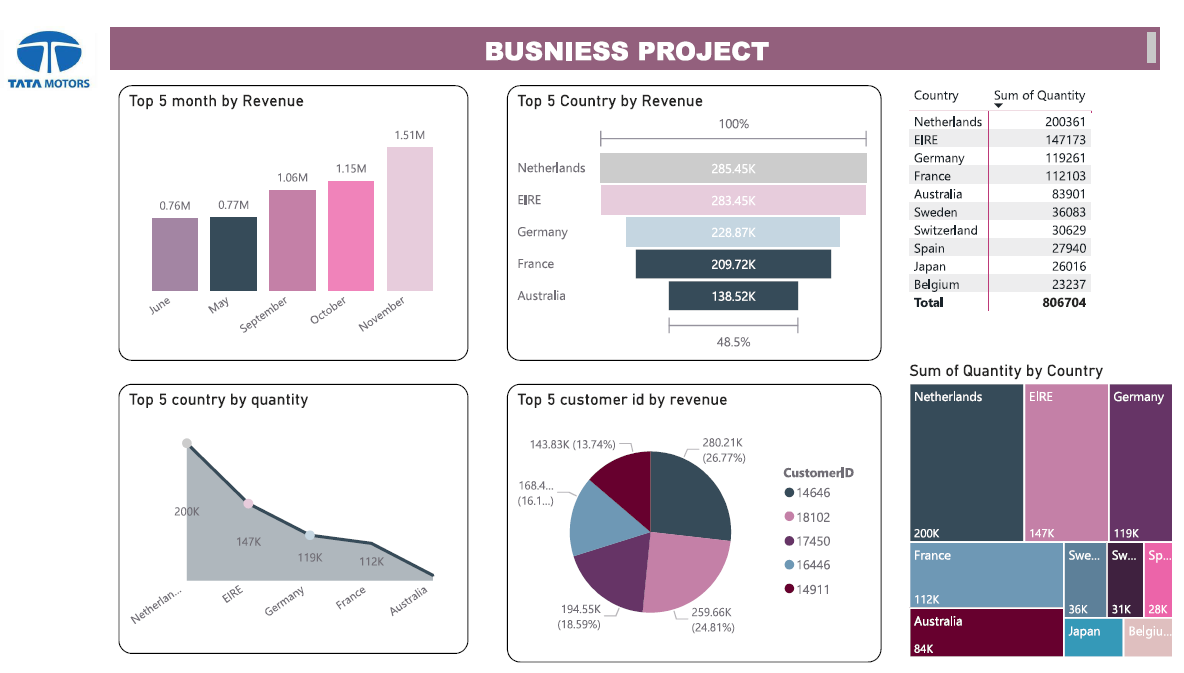 TATA MOTORS
BUSNIESS PROJECT
Top 5 month by Revenue
0.76M
0.77M
1.06M
1.15M
1.51M
June
May
September
October
November
Top 5 Country by Revenue
100%
Netherlands 285.45K
EIRE 283.45K
Germany 228.87K
France 209.72K
Australia 138.52K
48.5%
Country Sum of Quantity
Netherlands 200361
EIRE 147173
Germany 119261
France 112103
Australia 83901
Sweden 36083
Switzerland 30629
Spain 27940
Japan 26016
Belgium 23237
Total 806704
Top 5 country by quantity
200K
147K
119K
112K
Netherlan...
EIRE
Germany
France
Australia
Top 5 customer id by revenue
143.83K (13.74%)
280.21K
(26.77%)
168.4...
(16.1...)
194.55K
(18.59%)
259.66K
(24.81%)
CustomerID
14646
18102
17450
16446
14911
Sum of Quantity by Country
Netherlands
200K
EIRE
147K
Germany
119K
France
112K
Australia
84K
Swe...
36K
Sw...
31K
Sp...
28K
Japan
Belgiu...